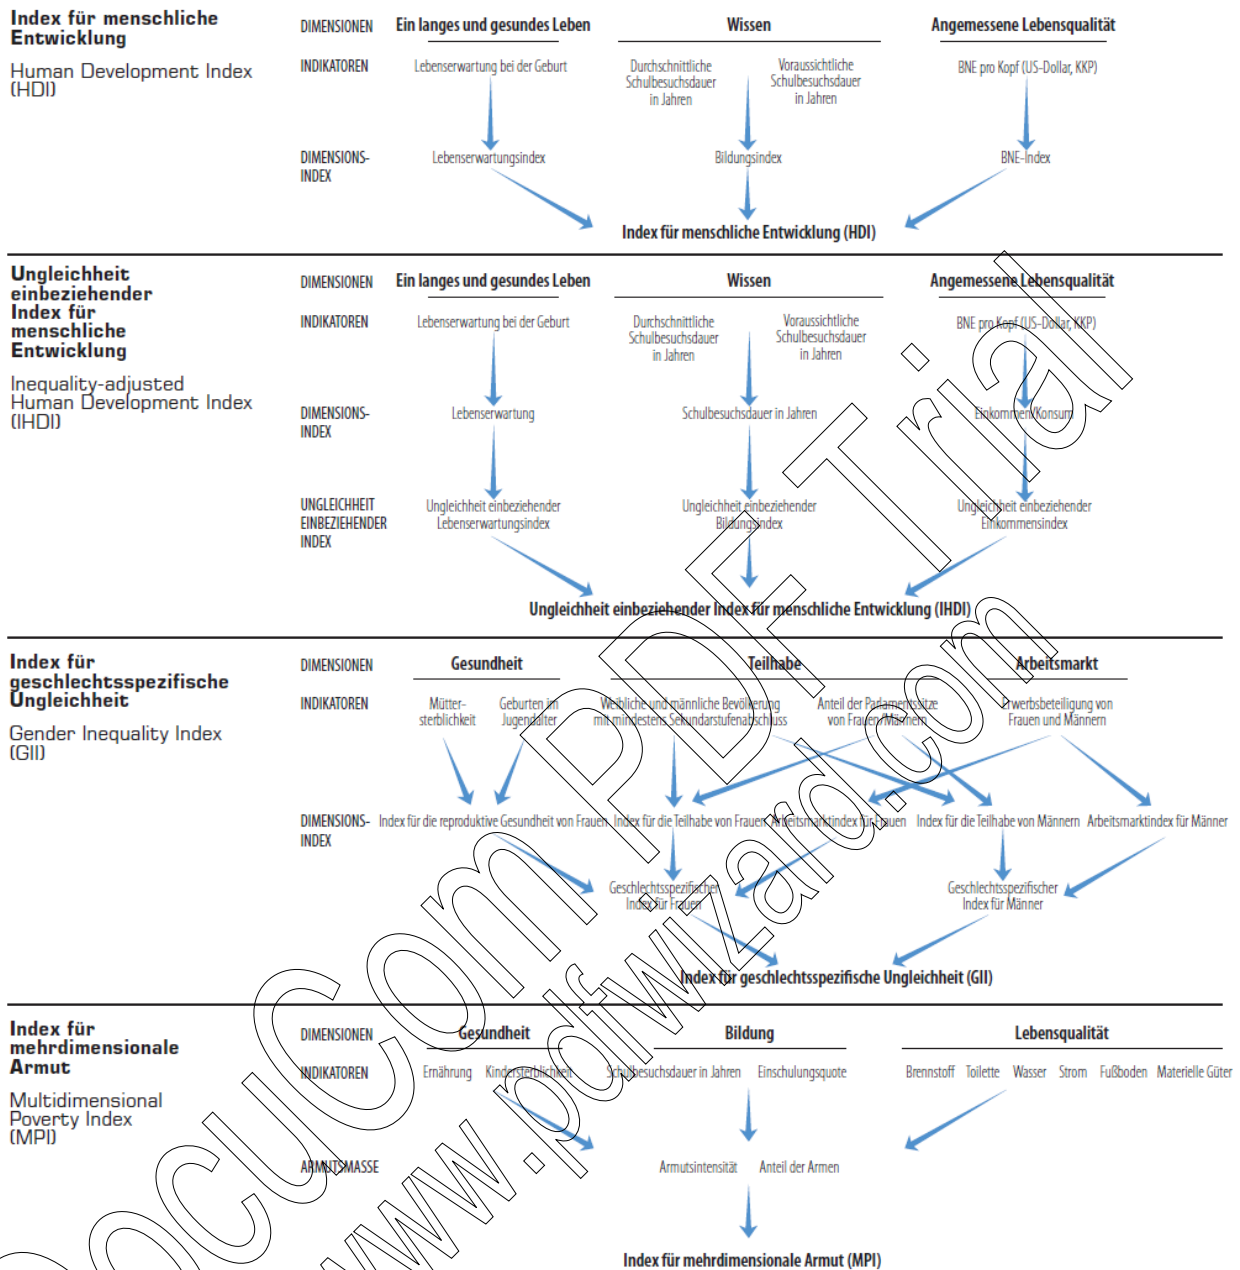 Index für menschliche
Entwicklung
Human Development Index
(HDI)
DIMENSIONEN Ein langes und gesundes Leben Wissen Angemessene Lebensqualität
INDIKATOREN Lebenserwartung bei der Geburt
Durchschnittliche
Schulbesuchsdauer
in Jahren
Voraussichtliche
Schulbesuchsdauer
in Jahren
BNE pro Kopf (US-Dollar, KKP)
DIMENSIONS-
INDEX
Lebenserwartungsindex Bildungsindex BNE-Index
Index für menschliche Entwicklung (HDI)
Ungleichheit
einbeziehender
Index für
menschliche
Entwicklung
Inequality-adjusted
Human Development Index
(IHDI)
DIMENSIONEN Ein langes und gesundes Leben Wissen Angemessene Lebensqualität
INDIKATOREN Lebenserwartung bei der Geburt
Durchschnittliche
Schulbesuchsdauer
in Jahren
Voraussichtliche
Schulbesuchsdauer
in Jahren
BNE pro Kopf (US-Dollar, KKP)
DIMENSIONS-
INDEX
Lebenserwartung Schulbesuchsdauer in Jahren Einkommen/Konsum
UNGLEICHHEIT
EINBEZIEHENDER
INDEX
Ungleichheit einbeziehender
Lebenserwartungsindex
Ungleichheit einbeziehender
Bildungsindex
Ungleichheit einbeziehender
Einkommensindex
Ungleichheit einbeziehender Index für menschliche Entwicklung (IHDI)
Index für
geschlechtsspezifische
Ungleichheit
Gender Inequality Index
(GII)
DIMENSIONEN Gesundheit Teilhabe Arbeitsmarkt
INDIKATOREN
Mütter-
sterblichkeit
Geburten im
Jugendalter
Weibliche und männliche Bevölkerung
mit mindestens Sekundarstufenabschluss
Anteil der Parlamentssitze
von Frauen/Männern
Erwerbsbeteiligung von
Frauen und Männern
DIMENSIONS-
INDEX
Index für die reproduktive Gesundheit von Frauen Index für die Teilhabe von Frauen Arbeitsmarktindex für Frauen Index für die Teilhabe von Männern Arbeitsmarktindex für Männer
Geschlechtsspezifischer
Index für Frauen
Geschlechtsspezifischer
Index für Männer
Index für geschlechtsspezifische Ungleichheit (GII)
Index für
mehrdimensionale
Armut
Multidimensional
Poverty Index
(MPI)
DIMENSIONEN Gesundheit Bildung Lebensqualität
INDIKATOREN Ernährung Kindersterblichkeit Schulbesuchsdauer in Jahren Einschulungsquote Brennstoff Toilette Wasser Strom Fußboden Materielle Güter
ARMUTSMASSE Armutsintensität Anteil der Armen
Index für mehrdimensionale Armut (MPI)
DocuCom PDF Trial
www.pdfwizard.com